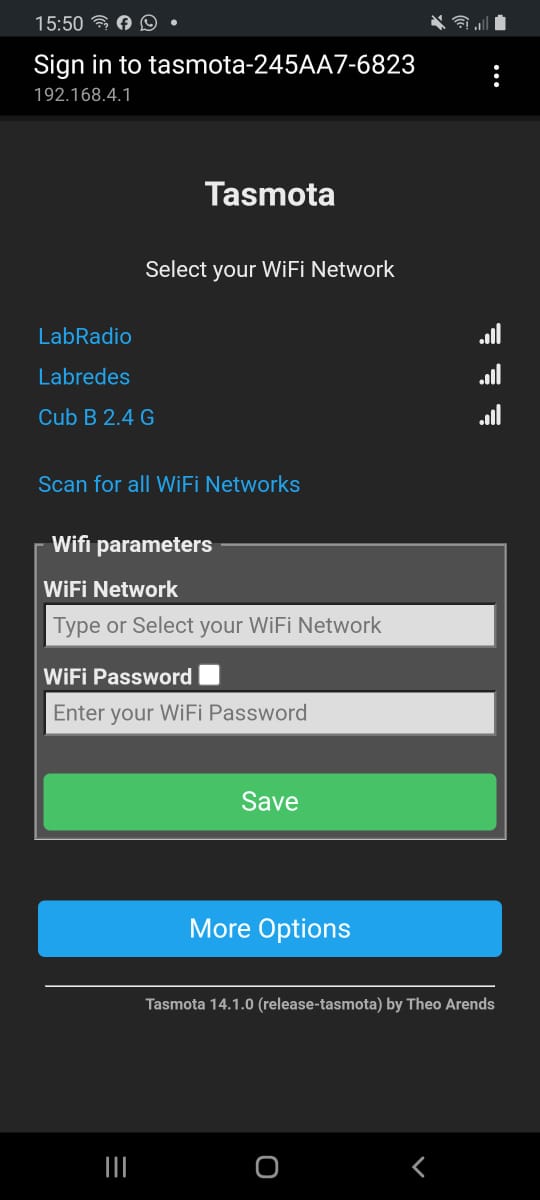 15:50
Sign in to tasmota-245AA7-6823
192.168.4.1
Tasmota
Select your WiFi Network
LabRadio
Labredes
Cub B 2.4 G
Scan for all WiFi Networks
Wifi parameters
WiFi Network
Type or Select your WiFi Network
WiFi Password
Enter your WiFi Password
Save
More Options
Tasmota 14.1.0 (release-tasmota) by Theo Arends